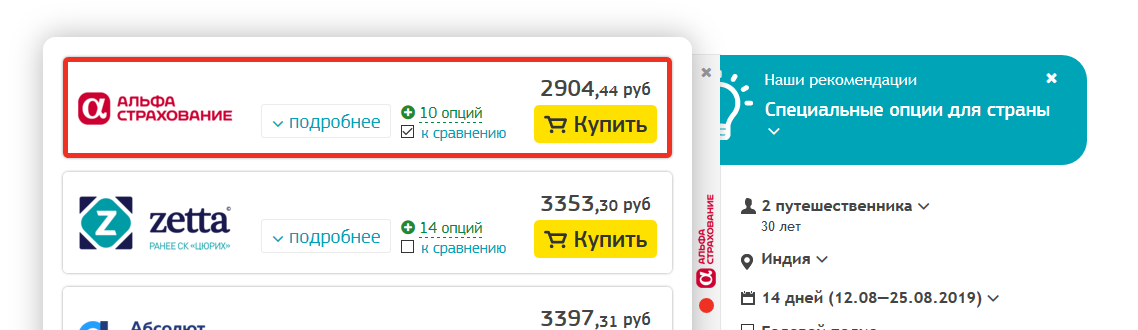 АЛЬФА
СТРАХОВАНИЕ
подробнее
10 опций
к сравнению
2904,44 руб
Купить
Z zetta®
РАНЕЕ СК «ЦЮРИХ»
подробнее
14 опций
к сравнению
3353,30 руб
Купить
Абсолют
3397,31 руб
АЛЬФА
СТРАХОВАНИЕ
Наши рекомендации
Специальные опции для страны
2 путешественника
30 лет
Индия
14 дней (12.08—25.08.2019)